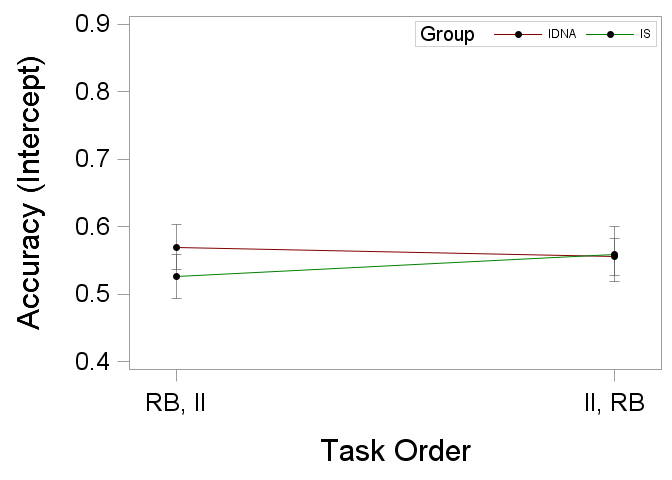 Group IDNA IS
Accuracy (Intercept)
0.9
0.8
0.7
0.6
0.5
0.4
RB, II II, RB
Task Order